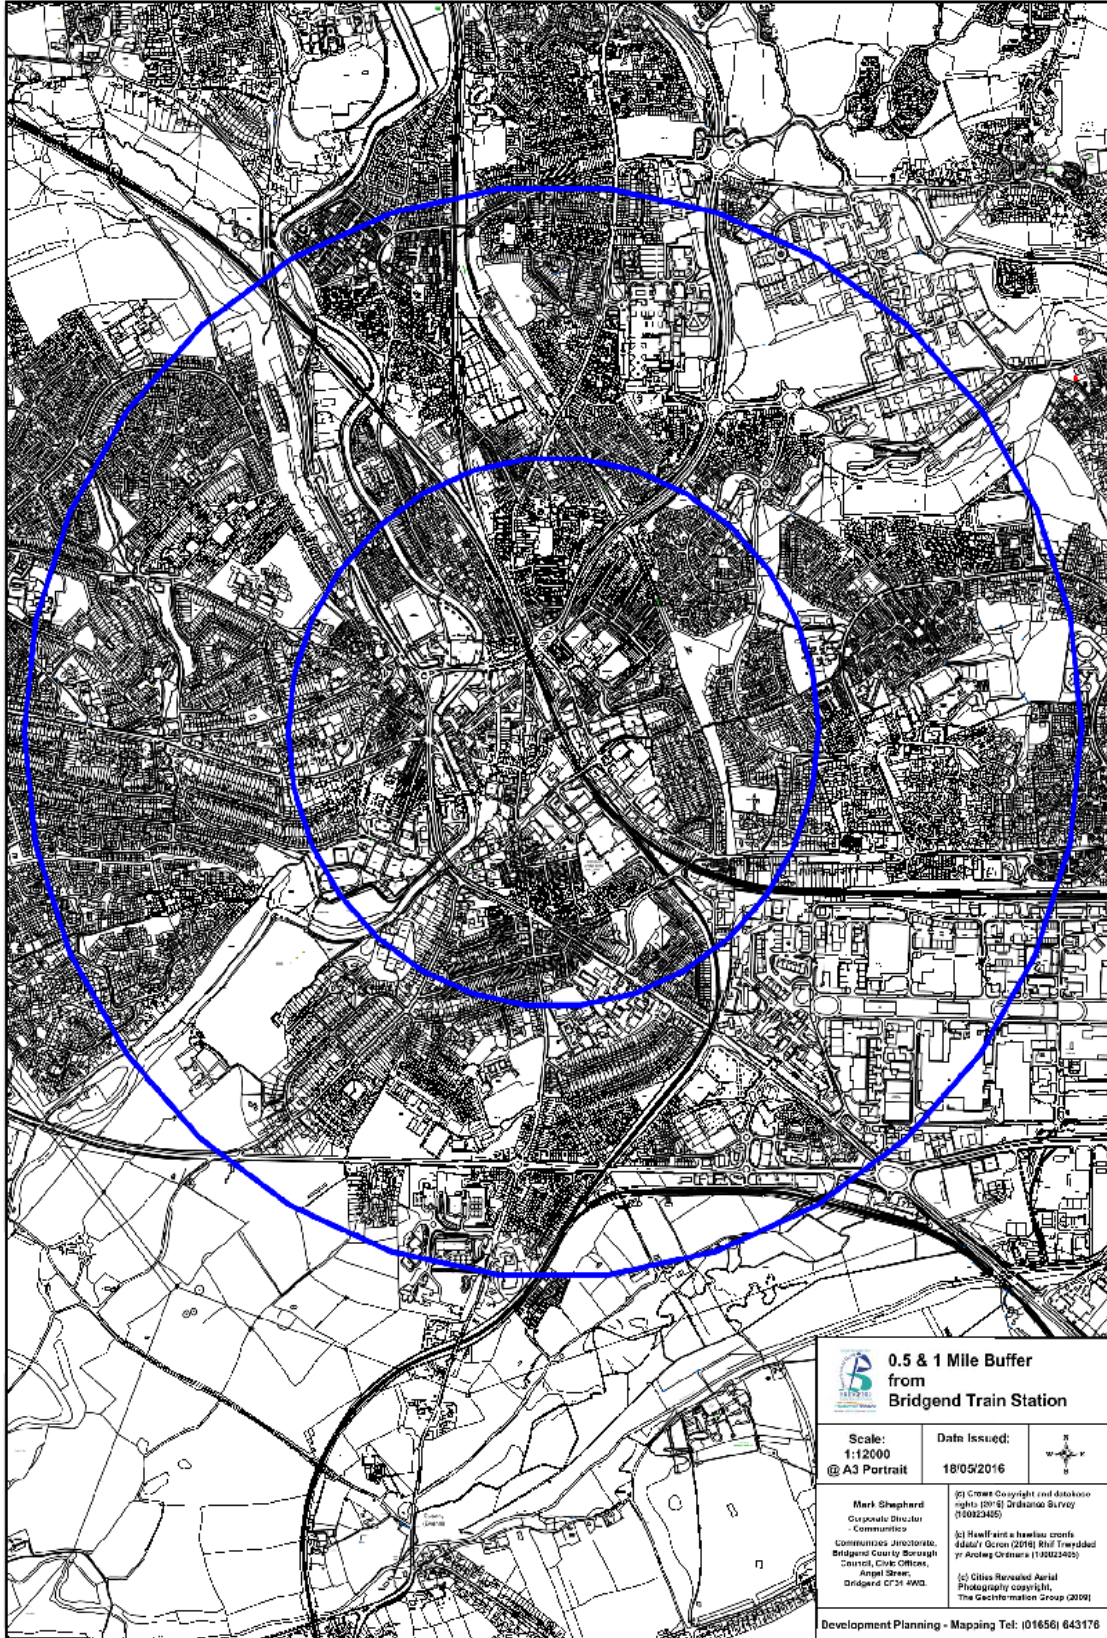 0.5 & 1 Mile Buffer
from
Bridgend Train Station
Scale:
1:12000
@ A3 Portrait
Date Issued:
18/05/2016
N
W
E
S
Mark Shephard
Corporate Director
- Communities
Communities Directorate,
Bridgend County Borough
Council, Civic Offices,
Angel Street,
Bridgend CF31 4WB.
(c) Crown Copyright and database
rights (2016) Ordnance Survey
(100023405)
(c) Hawlfraint a hawliau cronfa
ddata'r Goron (2016) Rhif Trwydded
yr Arolwg Ordnans (100023405)
(c) Cities Revealed Aerial
Photography copyright,
The GeoInformation Group (2009)
Development Planning - Mapping Tel: (01656) 643176